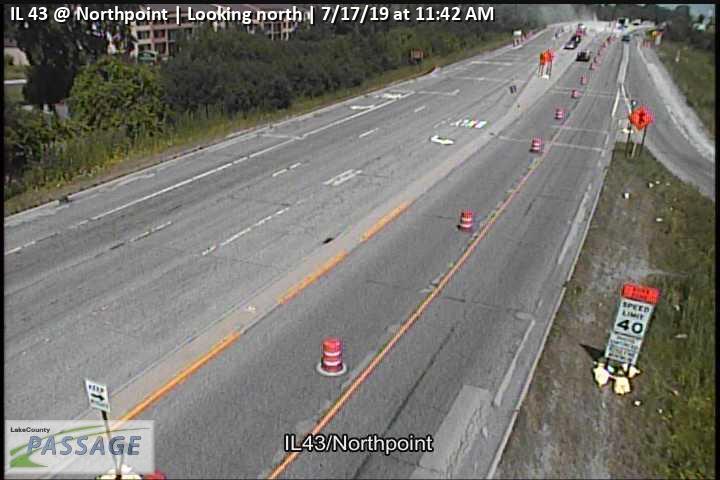 IL 43 @ Northpoint | Looking north | 7/17/19 at 11:42 AM
SPEED
LIMIT
40
KEEP
LakeCounty
PASSAGE
IL43/Northpoint